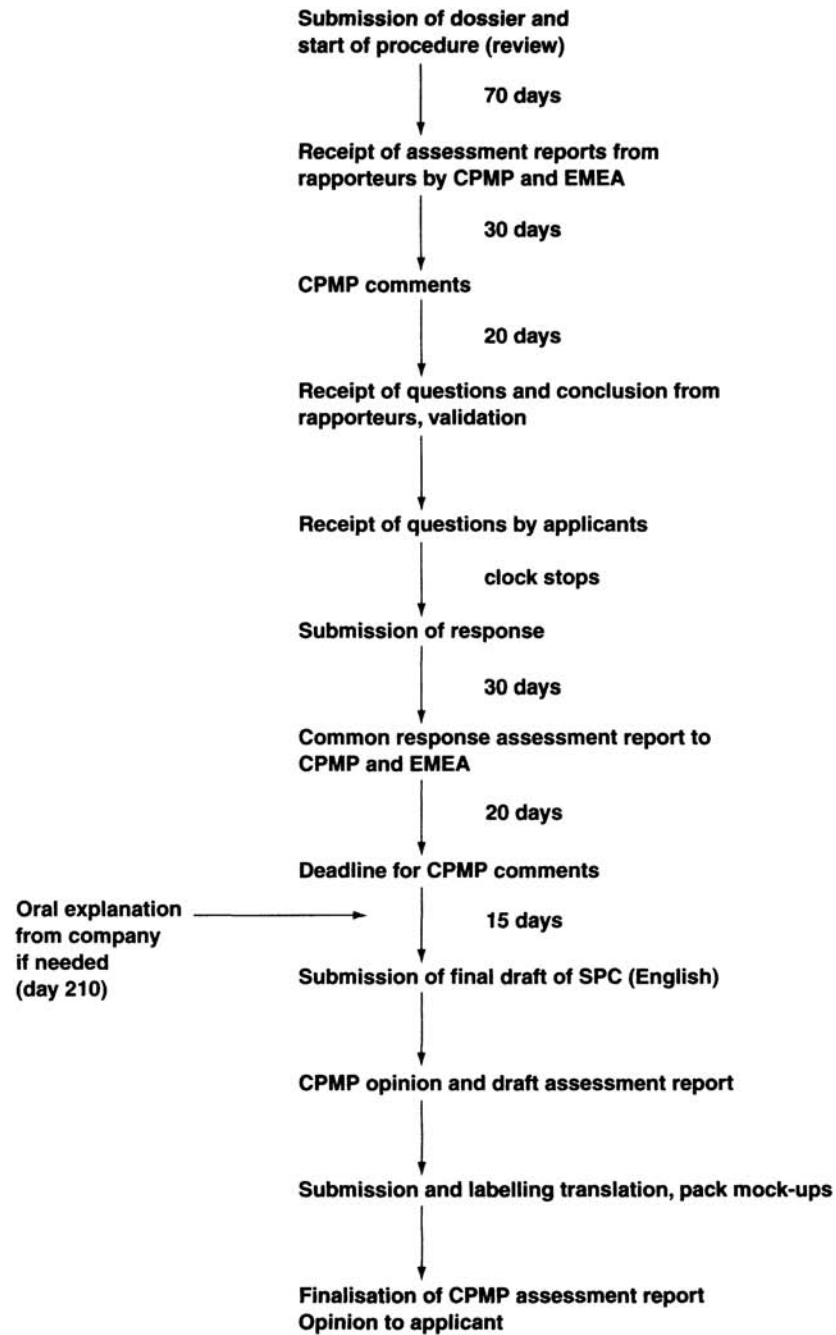 Submission of dossier and
start of procedure (review)
70 days
Receipt of assessment reports from
rapporteurs by CPMP and EMEA
30 days
CPMP comments
20 days
Receipt of questions and conclusion from
rapporteurs, validation
Receipt of questions by applicants
clock stops
Submission of response
30 days
Common response assessment report to
CPMP and EMEA
20 days
Deadline for CPMP comments
Oral explanation
from company
if needed
(day 210)
15 days
Submission of final draft of SPC (English)
CPMP opinion and draft assessment report
Submission and labelling translation, pack mock-ups
Finalisation of CPMP assessment report
Opinion to applicant